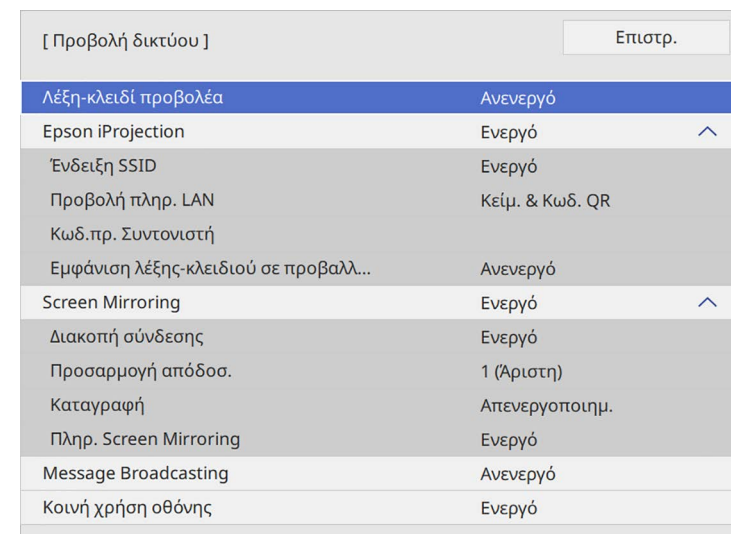 [ Προβολή δικτύου ] Επιστρ.
Λέξη-κλειδί προβολέα Ανενεργό
Epson iProjection Ενεργό
Ένδειξη SSID Ενεργό
Προβολή πληρ. LAN Κείμ. & Κωδ. QR
Κωδ.πρ. Συντονιστή
Εμφάνιση λέξης-κλειδιού σε προβαλλ... Ανενεργό
Screen Mirroring Ενεργό
Διακοπή σύνδεσης Ενεργό
Προσαρμογή απόδοσ. 1 (Άριστη)
Καταγραφή Απενεργοποιημ.
Πληρ. Screen Mirroring Ενεργό
Message Broadcasting Ανενεργό
Κοινή χρήση οθόνης Ενεργό